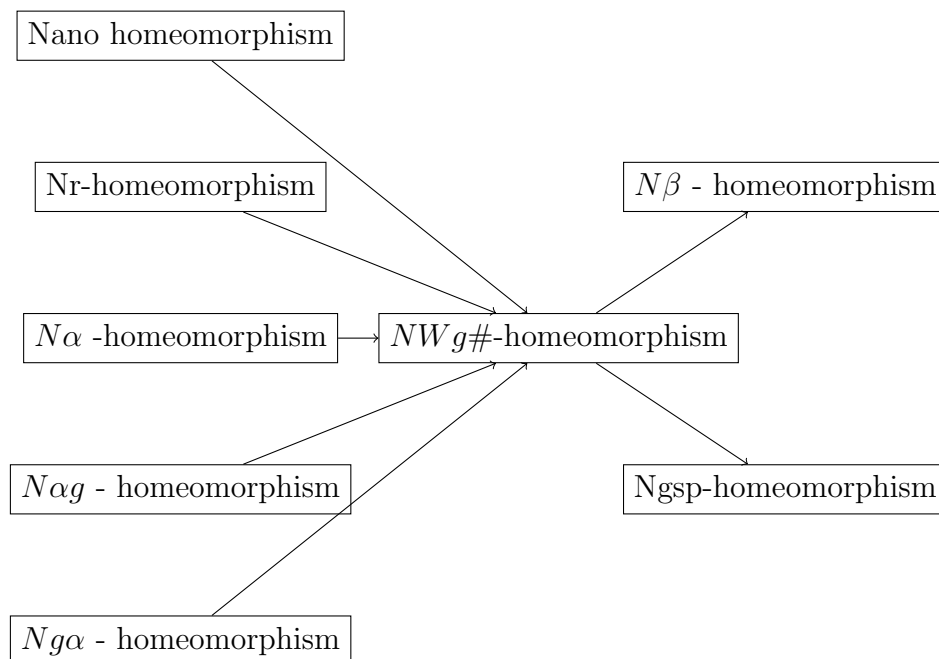 Nano homeomorphism
Nr-homeomorphism
Nβ - homeomorphism
Nα -homeomorphism
NWg#-homeomorphism
Nαg - homeomorphism
Ngsp-homeomorphism
Ngα - homeomorphism